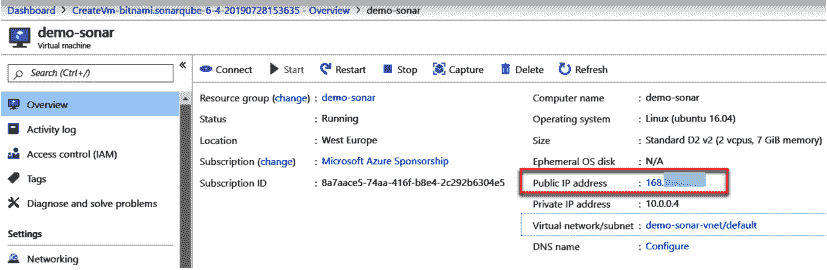 Dashboard > CreateVm-bitnami.sonarqube-6-4-20190728153635 - Overview > demo-sonar
demo-sonar
Virtual machine
Search (Ctrl+/)
Overview
Activity log
Access control (IAM)
Tags
Diagnose and solve problems
Settings
Networking
Connect Start Restart Stop Capture Delete Refresh
Resource group (change) : demo-sonar
Status : Running
Location : West Europe
Subscription (change) : Microsoft Azure Sponsorship
Subscription ID : 8a7aace5-74aa-416f-b8e4-2c292b6304e5
Computer name : demo-sonar
Operating system : Linux (ubuntu 16.04)
Size : Standard D2 v2 (2 vcpus, 7 GiB memory)
Ephemeral OS disk : N/A
Public IP address : 168.
Private IP address : 10.0.0.4
Virtual network/subnet : demo-sonar-vnet/default
DNS name : Configure